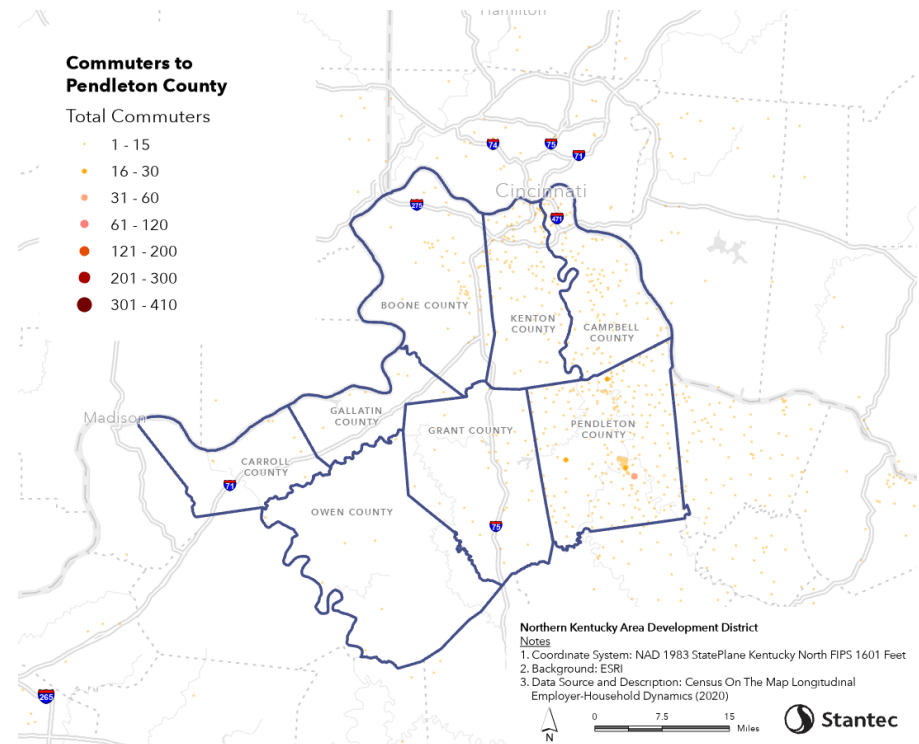 Hamilton
Commuters to
Pendleton County
Total Commuters
1 - 15
16 - 30
31 - 60
61 - 120
121 - 200
201 - 300
301 - 410
74
75
71
Cincinnati
275
471
BOONE COUNTY
KENTON
COUNTY
CAMPBELL
COUNTY
Madison
GALLATIN
COUNTY
GRANT COUNTY
PENDLETON
COUNTY
CARROLL
COUNTY
71
OWEN COUNTY
75
265
Northern Kentucky Area Development District
Notes
1. Coordinate System: NAD 1983 StatePlane Kentucky North FIPS 1601 Feet
2. Background: ESRI
3. Data Source and Description: Census On The Map Longitudinal
Employer-Household Dynamics (2020)
N
0 7.5 15
Miles
Stantec